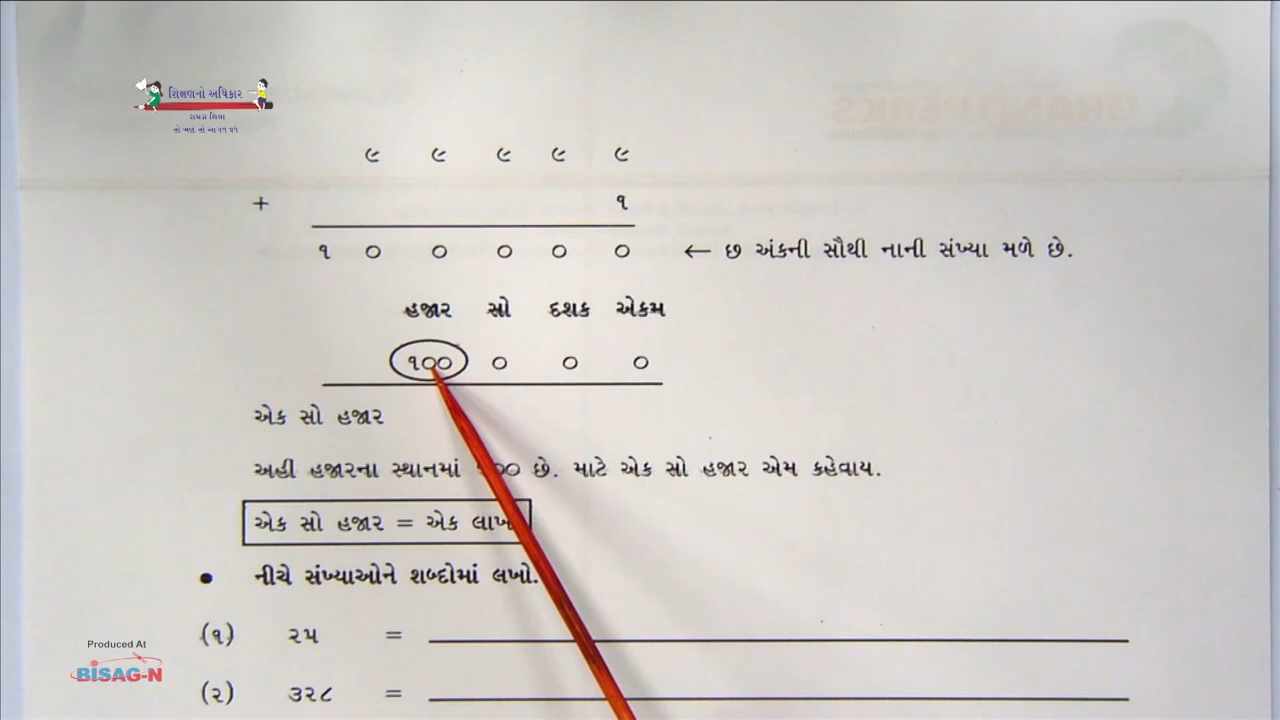 શિક્ષણનો અધિકાર
સમગ્ર શિક્ષા
૯ ૯ ૯ ૯ ૯
+ ૧
૧ ૦ ૦ ૦ ૦ ૦ ← છ અંકની સૌથી નાની સંખ્યા મળે છે.
હજાર સો દશક એકમ
૧૦૦ ૦ ૦ ૦
એક સો હજાર
અહીં હજારના સ્થાનમાં ૧૦૦ છે. માટે એક સો હજાર એમ કહેવાય.
એક સો હજાર = એક લાખ
● નીચે સંખ્યાઓને શબ્દોમાં લખો.
(૧) ૨૫ =
(૨) ૩૨૮ =
Produced At
BISAG-N